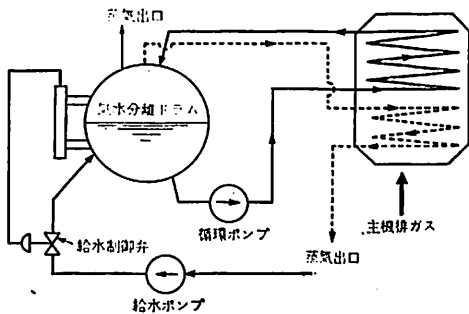 蒸気出口
気水分離ドラム
循環ポンプ
主機排ガス
給水制御弁
蒸気出口
給水ポンプ